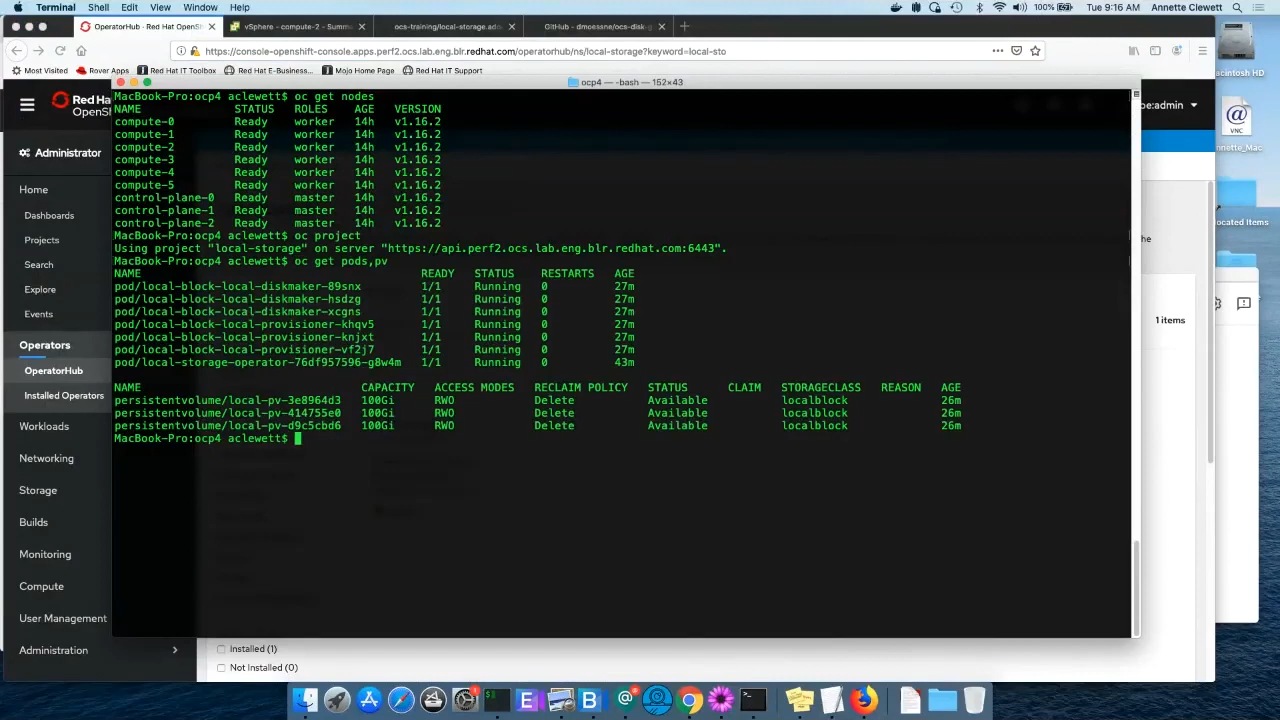 Terminal Shell Edit View Window Help 100% Tue 9:16 AM Annette Clewett
OperatorHub · Red Hat OpenShift
vSphere - compute-2 - Summa
ocs-training/local-storage.ado
GitHub - dmoessne/ocs-disk-g
https://console-openshift-console.apps.perf2.ocs.lab.eng.blr.redhat.com/operatorhub/ns/local-storage?keyword=local-sto
Most Visited Rover Apps Red Hat IT Toolbox Red Hat E-Business... Mojo Home Page Red Hat IT Support
ocp4 — -bash — 152×43
MacBook-Pro:ocp4 aclewett$ oc get nodes
NAME STATUS ROLES AGE VERSION
compute-0 Ready worker 14h v1.16.2
compute-1 Ready worker 14h v1.16.2
compute-2 Ready worker 14h v1.16.2
compute-3 Ready worker 14h v1.16.2
compute-4 Ready worker 14h v1.16.2
compute-5 Ready worker 14h v1.16.2
control-plane-0 Ready master 14h v1.16.2
control-plane-1 Ready master 14h v1.16.2
control-plane-2 Ready master 14h v1.16.2
MacBook-Pro:ocp4 aclewett$ oc project
Using project "local-storage" on server "https://api.perf2.ocs.lab.eng.blr.redhat.com:6443".
MacBook-Pro:ocp4 aclewett$ oc get pods,pv
NAME READY STATUS RESTARTS AGE
pod/local-block-local-diskmaker-89snx 1/1 Running 0 27m
pod/local-block-local-diskmaker-hsdzg 1/1 Running 0 27m
pod/local-block-local-diskmaker-xcgns 1/1 Running 0 27m
pod/local-block-local-provisioner-khqv5 1/1 Running 0 27m
pod/local-block-local-provisioner-knjxt 1/1 Running 0 27m
pod/local-block-local-provisioner-vf2j7 1/1 Running 0 27m
pod/local-storage-operator-76df957596-g8w4m 1/1 Running 0 43m
NAME CAPACITY ACCESS MODES RECLAIM POLICY STATUS CLAIM STORAGECLASS REASON AGE
persistentvolume/local-pv-3e8964d3 100Gi RWO Delete Available localblock 26m
persistentvolume/local-pv-414755e0 100Gi RWO Delete Available localblock 26m
persistentvolume/local-pv-d9c5cbd6 100Gi RWO Delete Available localblock 26m
MacBook-Pro:ocp4 aclewett$
Red Ha
OpenSh
Administrator
Home
Dashboards
Projects
Search
Explore
Events
Operators
OperatorHub
Installed Operators
Workloads
Networking
Storage
Builds
Monitoring
Compute
User Management
Administration
be:admin
he
1 items
Installed (1)
Not Installed (0)
acintosh HD
VNC
nnette_Mac
ocated Items